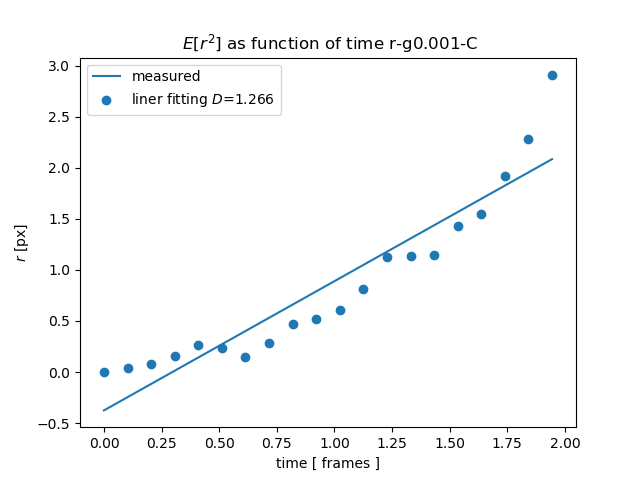 E[r²] as function of time r-g0.001-C
measured
liner fitting D=1.266
3.0
2.5
2.0
1.5
1.0
0.5
0.0
−0.5
r [px]
0.00 0.25 0.50 0.75 1.00 1.25 1.50 1.75 2.00
time [ frames ]